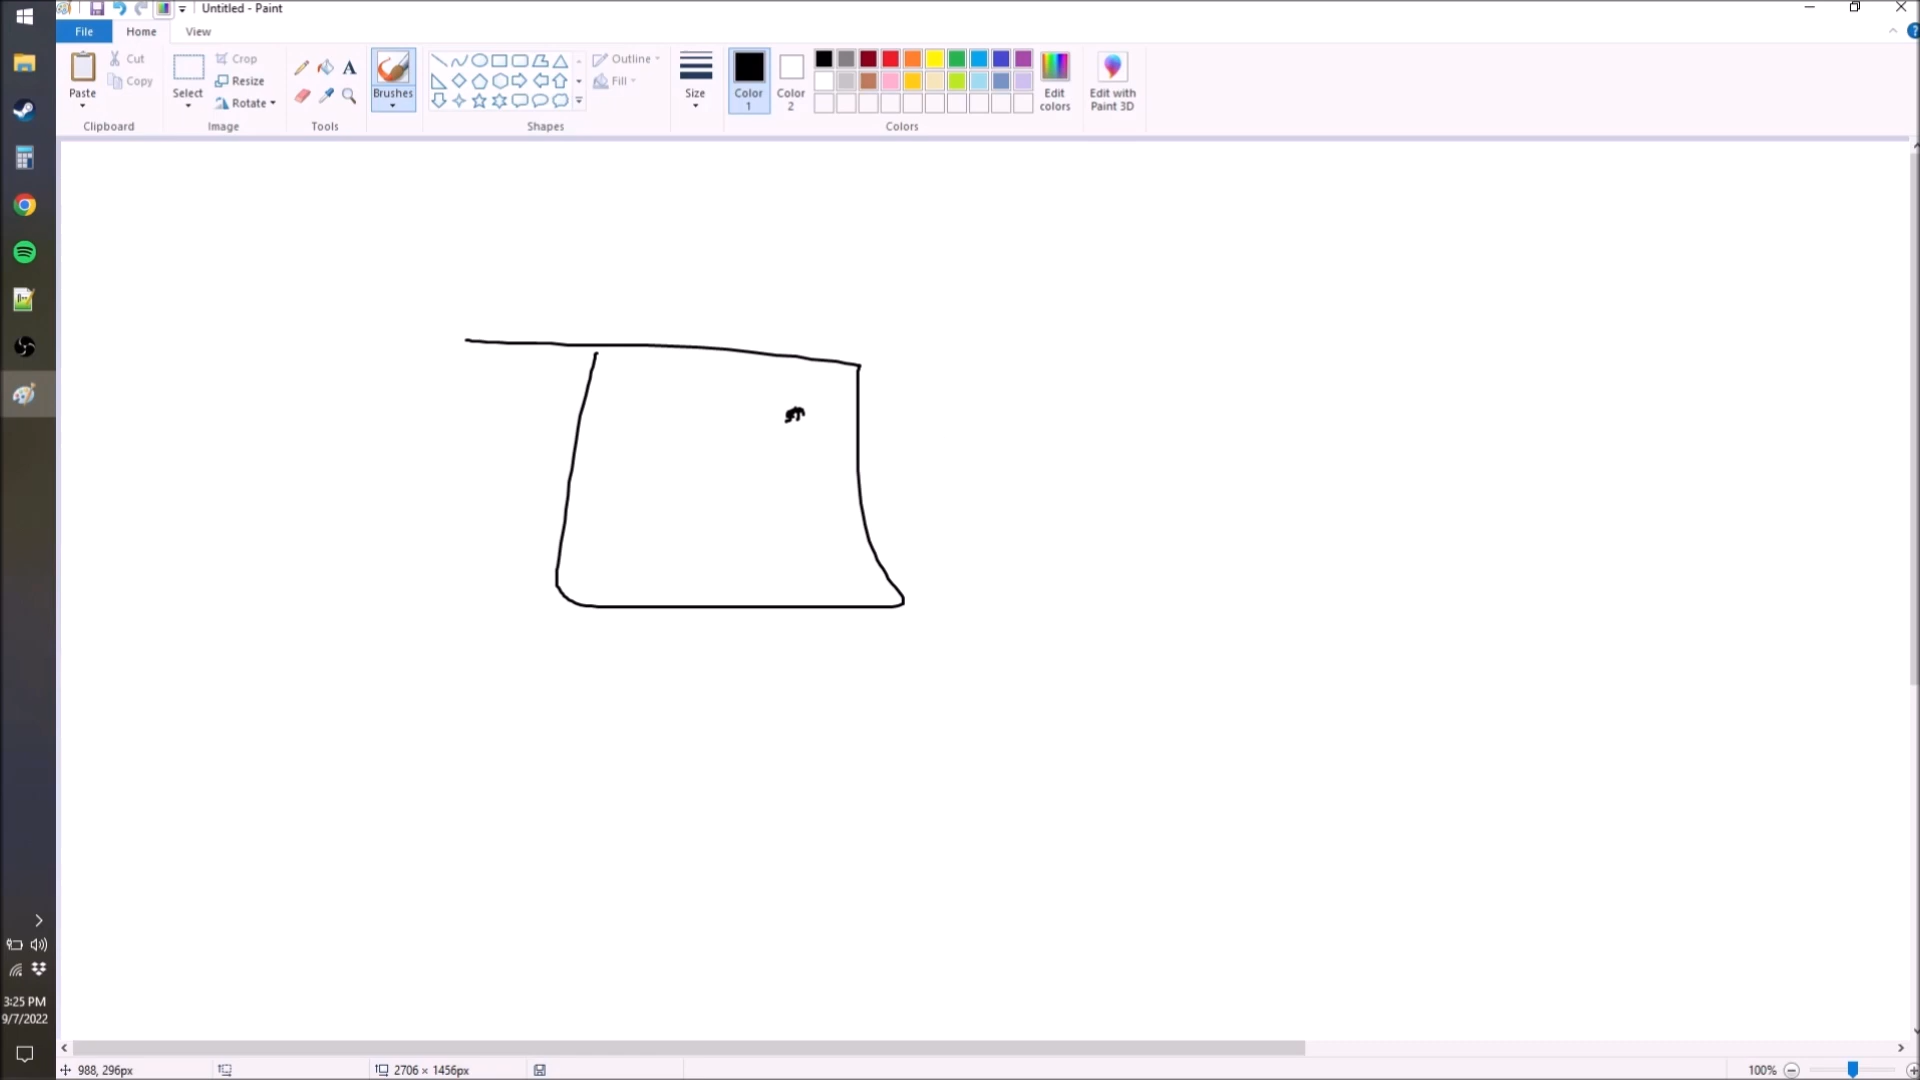 Untitled - Paint
File Home View
Paste
Cut
Copy
Clipboard
Select
Crop
Resize
Rotate
Image
Tools
Brushes
Shapes
Outline
Fill
Size
Color 1
Color 2
Edit colors
Colors
Edit with Paint 3D
3:25 PM
9/7/2022
988, 296px
2706 × 1456px
100%